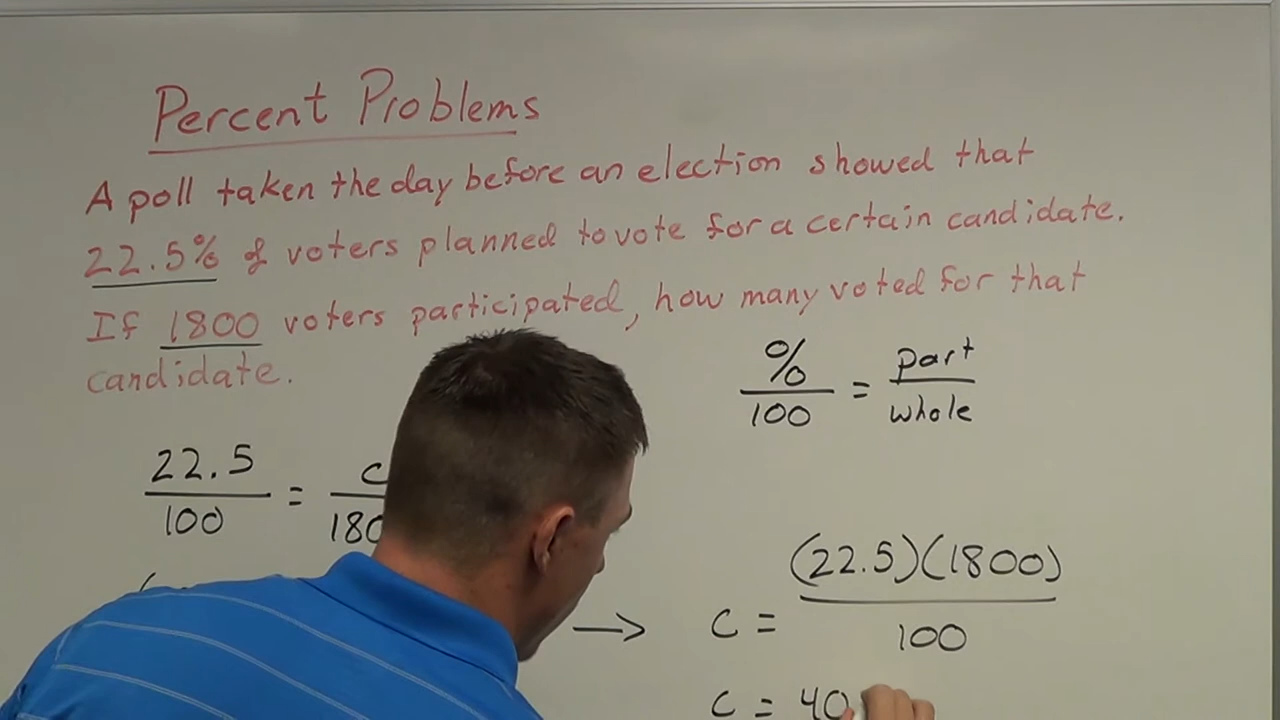 Percent Problems
A poll taken the day before an election showed that
22.5% of voters planned to vote for a certain candidate.
If 1800 voters participated, how many voted for that
candidate.
%/100 = part/whole
22.5/100 = c/180
(
→ c = (22.5)(1800)/100
c = 40